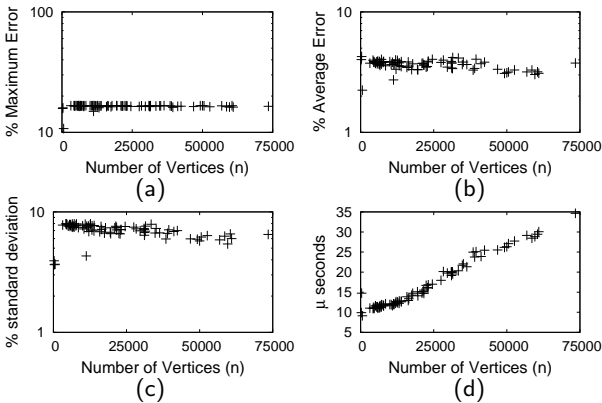 100
10
% Maximum Error
0 25000 50000 75000
Number of Vertices (n)
(a)
10
1
% Average Error
0 25000 50000 75000
Number of Vertices (n)
(b)
10
1
% standard deviation
0 25000 50000 75000
Number of Vertices (n)
(c)
35
30
25
20
15
10
5
μ seconds
0 25000 50000 75000
Number of Vertices (n)
(d)